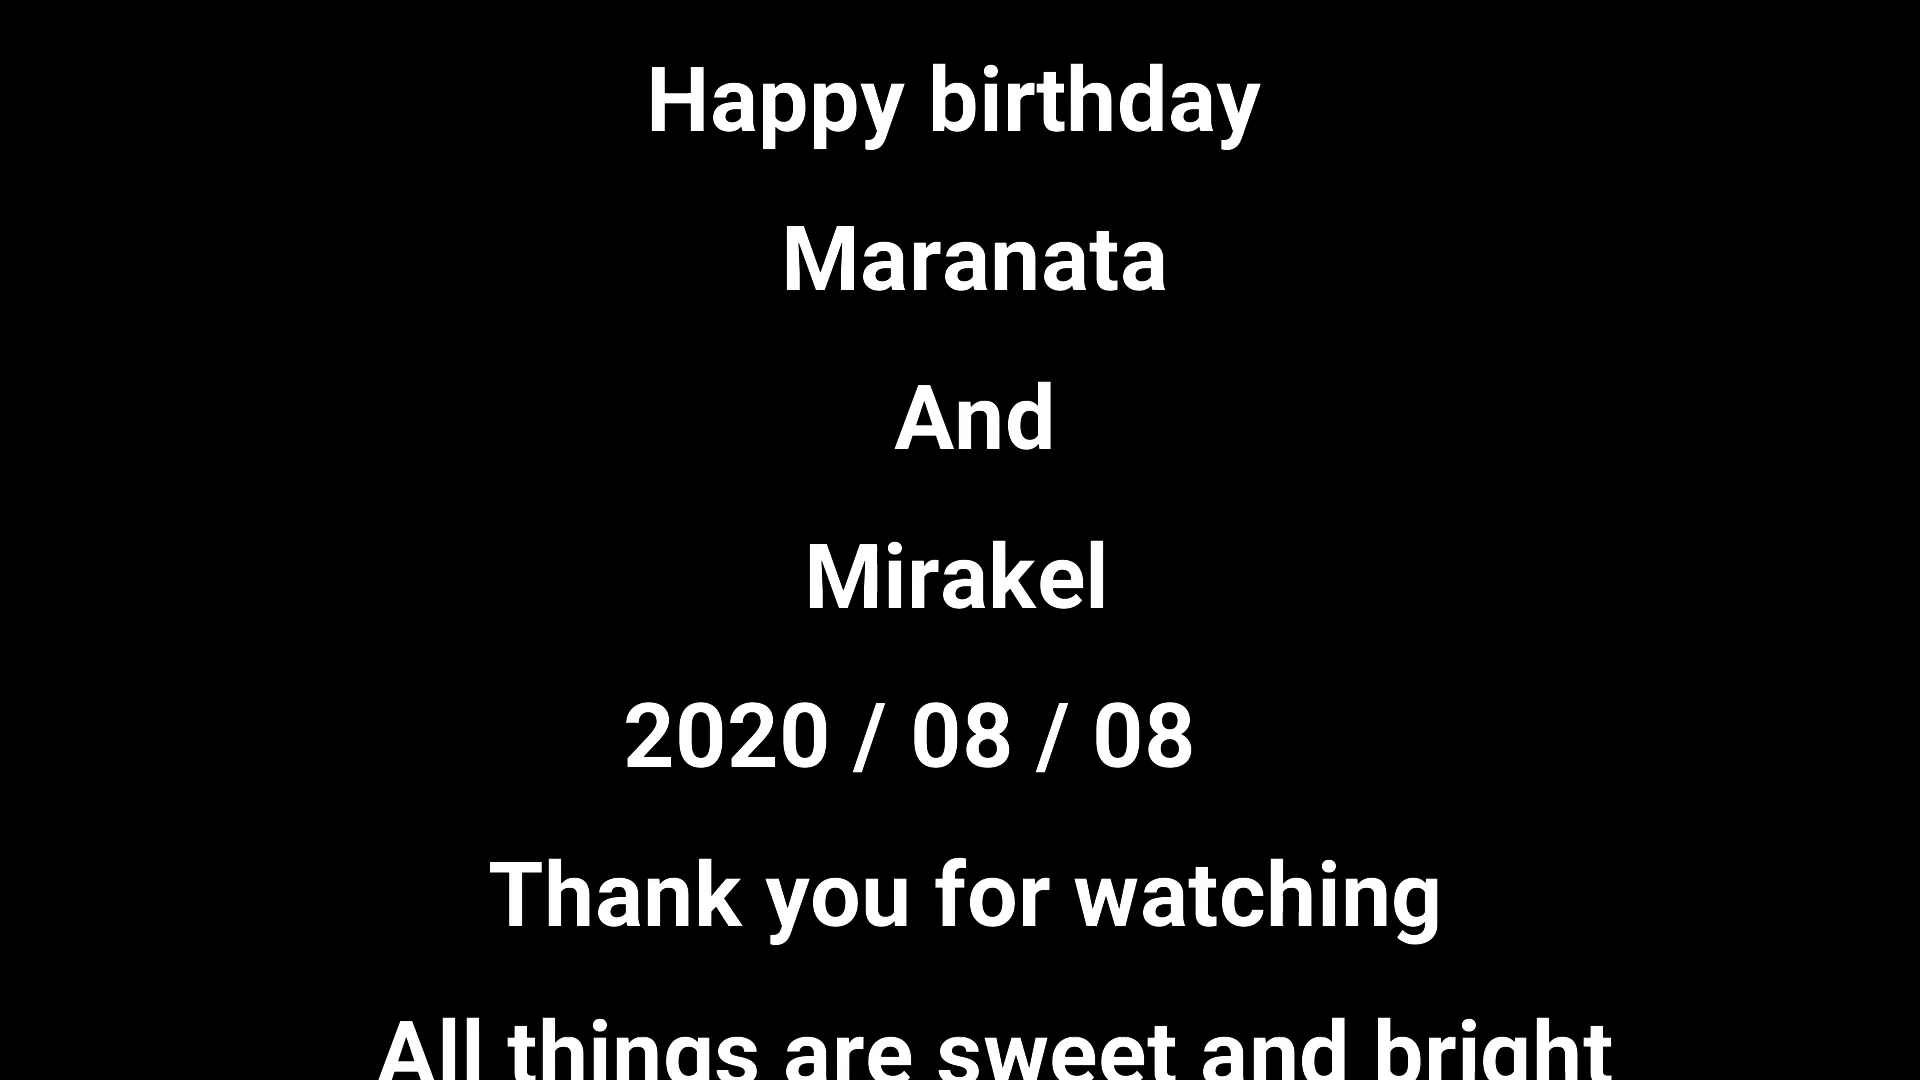 Happy birthday
Maranata
And
Mirakel
2020 / 08 / 08
Thank you for watching
All things are sweet and bright